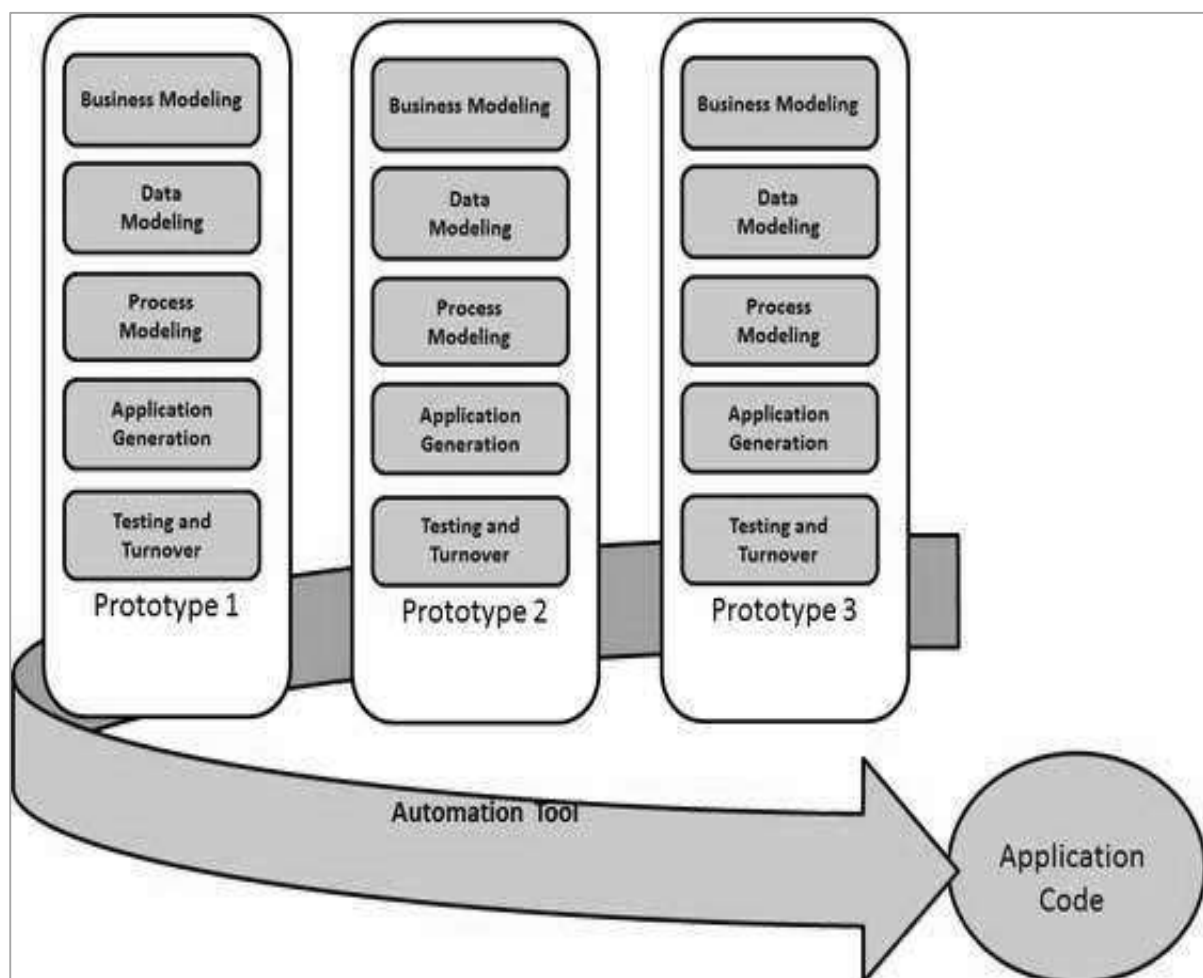 Business Modeling
Data
Modeling
Process
Modeling
Application
Generation
Testing and
Turnover
Prototype 1
Business Modeling
Data
Modeling
Process
Modeling
Application
Generation
Testing and
Turnover
Prototype 2
Business Modeling
Data
Modeling
Process
Modeling
Application
Generation
Testing and
Turnover
Prototype 3
Automation Tool
Application
Code